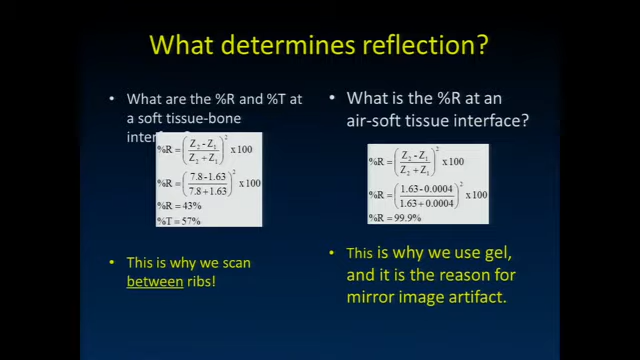 What determines reflection?
• What are the %R and %T at
a soft tissue-bone
%R = ( Z₂ - Z₁ / Z₂ + Z₁ )² x 100
%R = ( 7.8 - 1.63 / 7.8 + 1.63 )² x 100
%R = 43%
%T = 57%
• This is why we scan
between ribs!
• What is the %R at an
air-soft tissue interface?
%R = ( Z₂ - Z₁ / Z₂ + Z₁ )² x 100
%R = ( 1.63 - 0.0004 / 1.63 + 0.0004 )² x 100
%R = 99.9%
• This is why we use gel,
and it is the reason for
mirror image artifact.